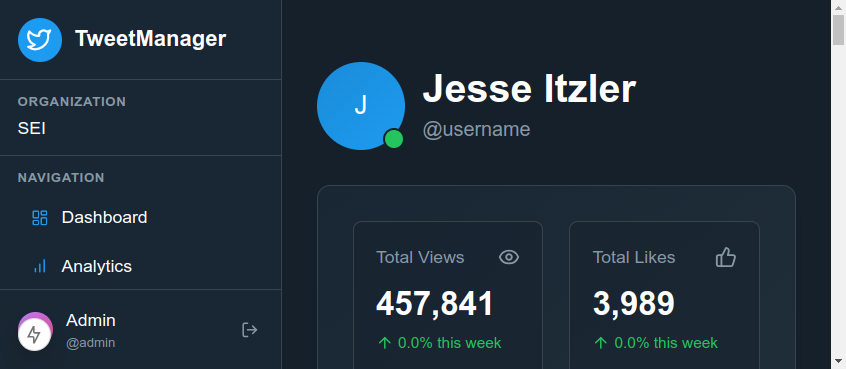 TweetManager
ORGANIZATION
SEI
NAVIGATION
Dashboard
Analytics
Admin
@admin
J
Jesse Itzler
@username
Total Views
457,841
0.0% this week
Total Likes
3,989
0.0% this week